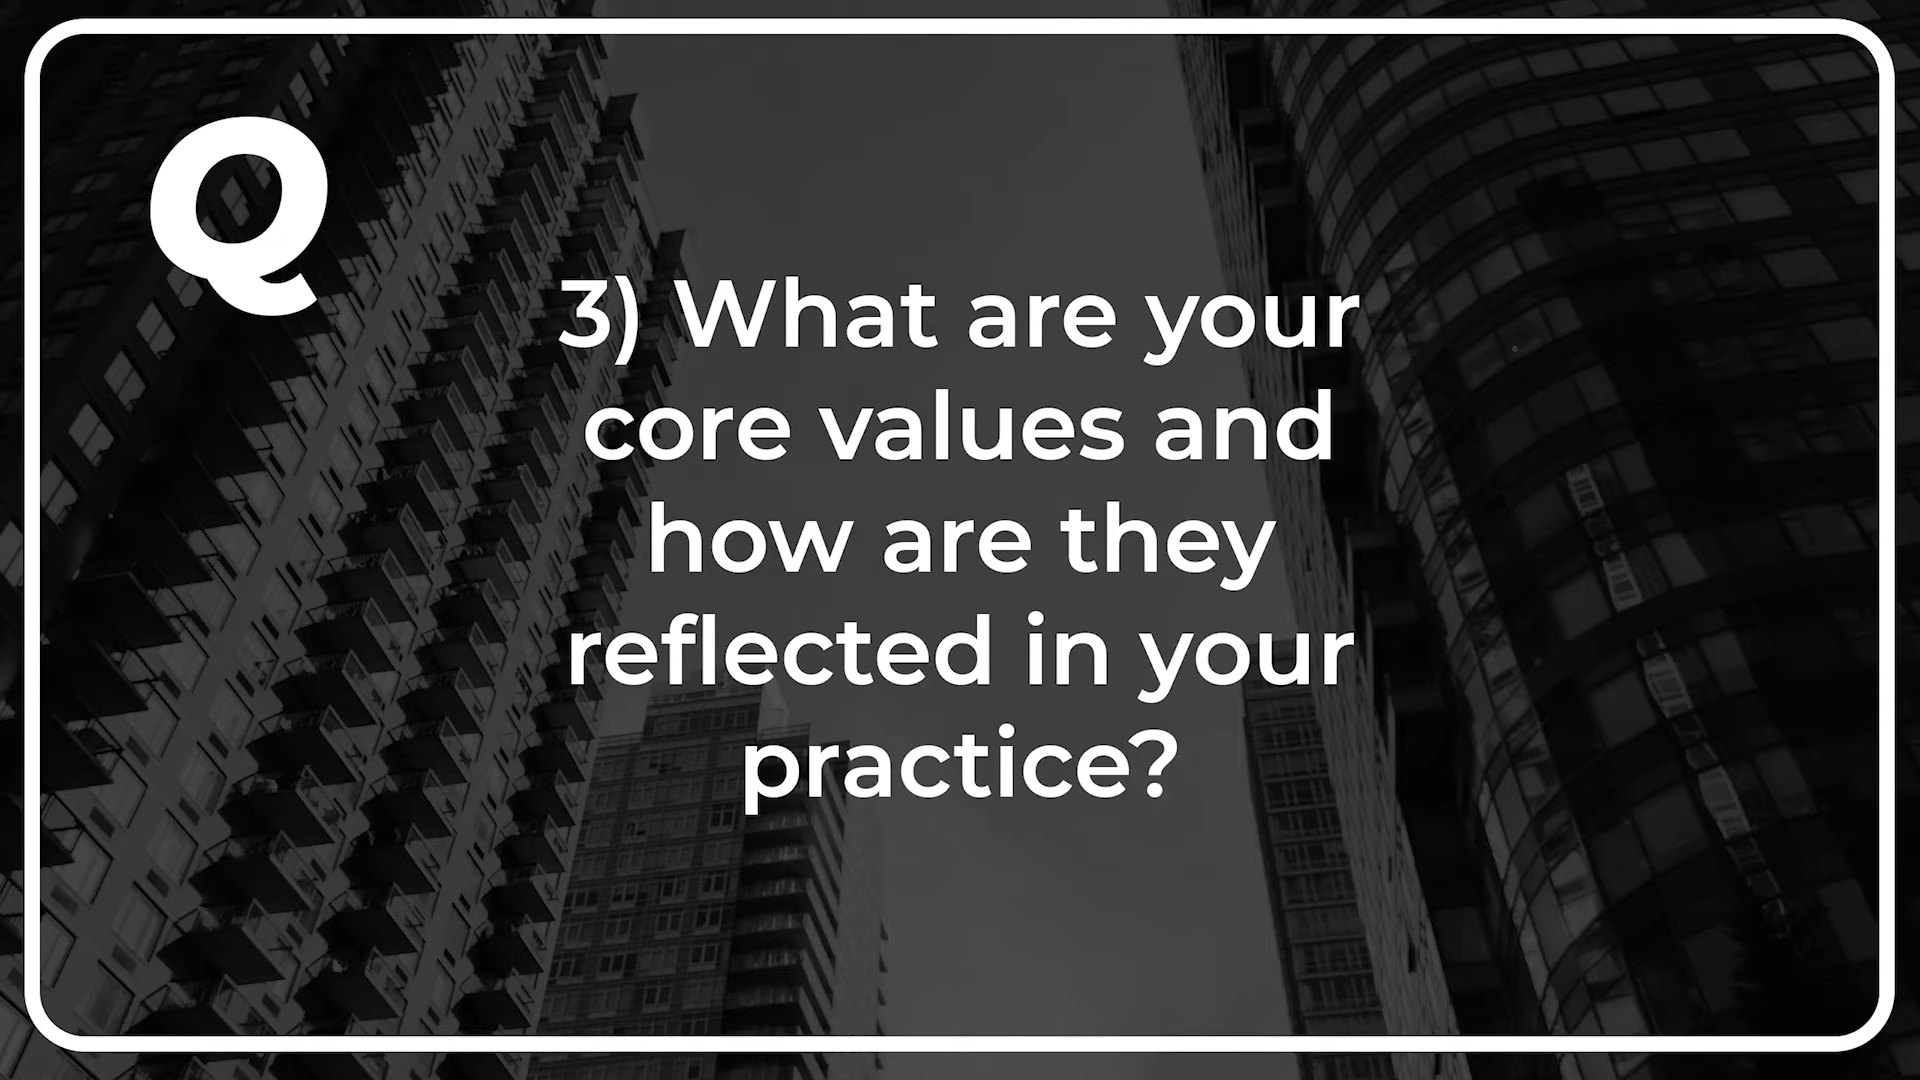 Q
3) What are your
core values and
how are they
reflected in your
practice?